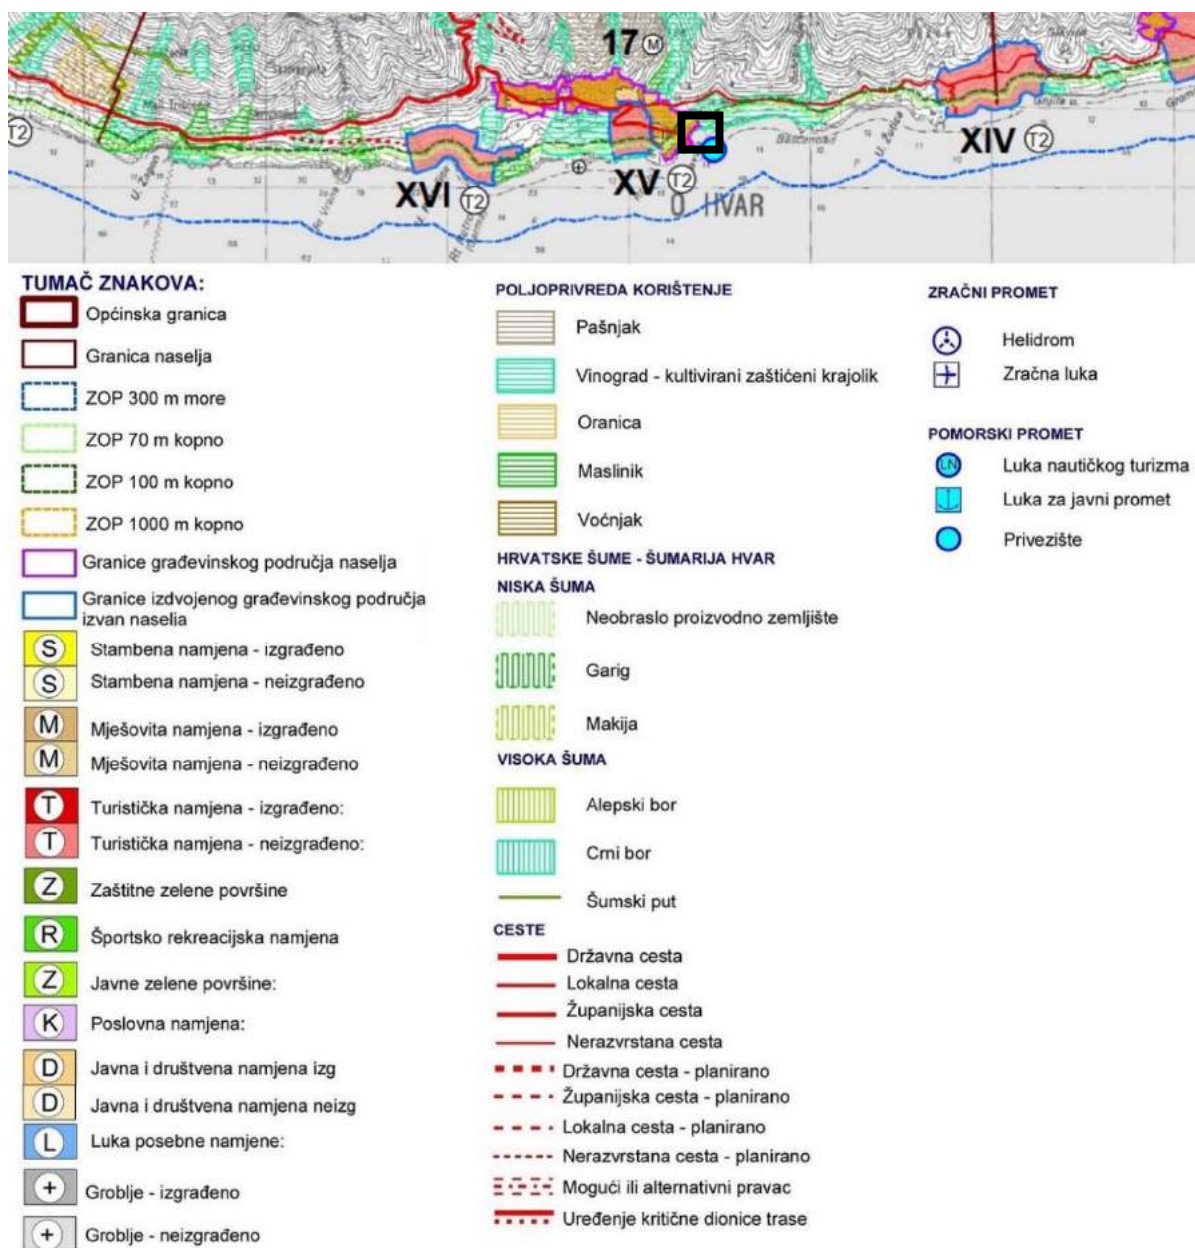 17 M
T2
XIV T2
XV T2
XVI T2
O. HVAR
TUMAČ ZNAKOVA:
Općinska granica
Granica naselja
ZOP 300 m more
ZOP 70 m kopno
ZOP 100 m kopno
ZOP 1000 m kopno
Granice građevinskog područja naselja
Granice izdvojenog građevinskog područja
izvan naselia
S Stambena namjena - izgrađeno
S Stambena namjena - neizgrađeno
M Mješovita namjena - izgrađeno
M Mješovita namjena - neizgrađeno
T Turistička namjena - izgrađeno:
T Turistička namjena - neizgrađeno:
Z Zaštitne zelene površine
R Športsko rekreacijska namjena
Z Javne zelene površine:
K Poslovna namjena:
D Javna i društvena namjena izg
D Javna i društvena namjena neizg
L Luka posebne namjene:
+ Groblje - izgrađeno
+ Groblje - neizgrađeno
POLJOPRIVREDA KORIŠTENJE
Pašnjak
Vinograd - kultivirani zaštićeni krajolik
Oranica
Maslinik
Voćnjak
HRVATSKE ŠUME - ŠUMARIJA HVAR
NISKA ŠUMA
Neobraslo proizvodno zemljište
Garig
Makija
VISOKA ŠUMA
Alepski bor
Crni bor
Šumski put
CESTE
Državna cesta
Lokalna cesta
Županijska cesta
Nerazvrstana cesta
Državna cesta - planirano
Županijska cesta - planirano
Lokalna cesta - planirano
Nerazvrstana cesta - planirano
Mogući ili alternativni pravac
Uređenje kritične dionice trase
ZRAČNI PROMET
Helidrom
Zračna luka
POMORSKI PROMET
LN Luka nautičkog turizma
Luka za javni promet
Privezište